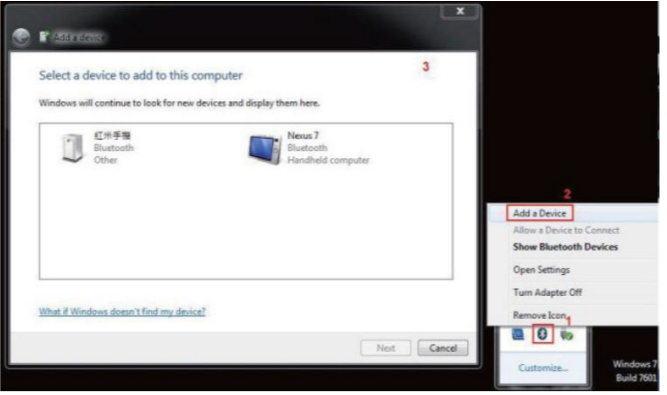 Add a device
3
Select a device to add to this computer
Windows will continue to look for new devices and display them here.
紅米手機
Bluetooth
Other
Nexus 7
Bluetooth
Handheld computer
What if Windows doesn't find my device?
Next
Cancel
2
Add a Device
Allow a Device to Connect
Show Bluetooth Devices
Open Settings
Turn Adapter Off
Remove Icon
1
Customize...
Windows 7
Build 7601